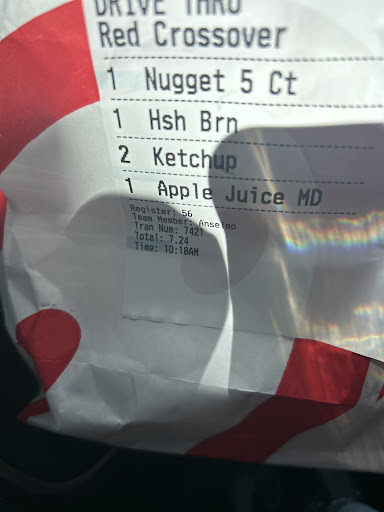 DRIVE THRU
Red Crossover
1 Nugget 5 Ct
1 Hsh Brn
2 Ketchup
1 Apple Juice MD
Register: 56
Team Member: Anselmo
Tran Num: 7421
Total: 7.24
Time: 10:18AM